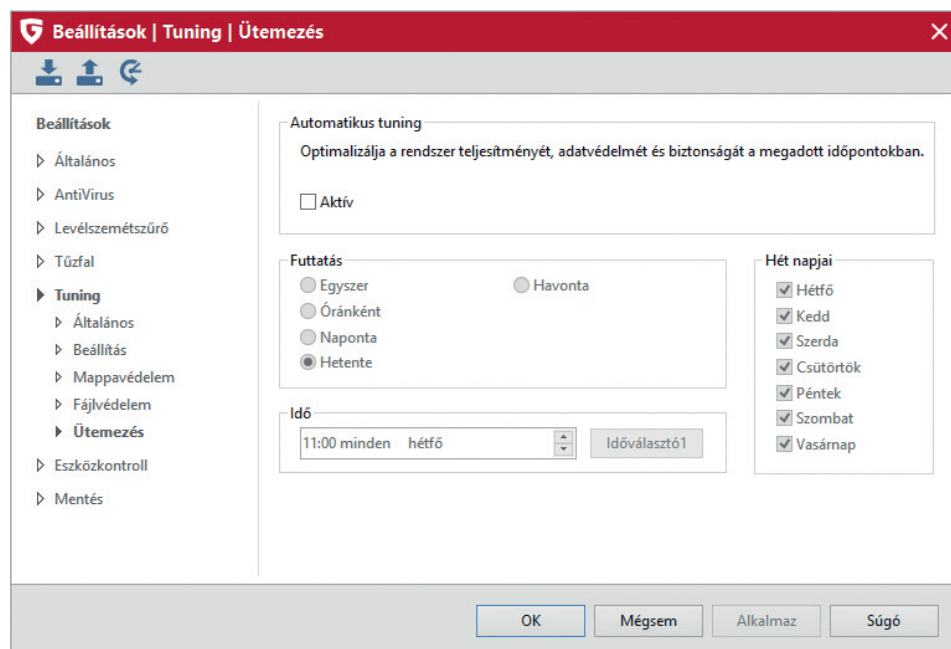 Beállítások | Tuning | Ütemezés
Beállítások
Általános
AntiVirus
Levélszemétszűrő
Tűzfal
Tuning
Általános
Beállítás
Mappavédelem
Fájlvédelem
Ütemezés
Eszközkontroll
Mentés
Automatikus tuning
Optimalizálja a rendszer teljesítményét, adatvédelmét és biztonságát a megadott időpontokban.
Aktív
Futtatás
Egyszer
Havonta
Óránként
Naponta
Hetente
Idő
11:00 minden hétfő
Időválasztó1
Hét napjai
Hétfő
Kedd
Szerda
Csütörtök
Péntek
Szombat
Vasárnap
OK
Mégsem
Alkalmaz
Súgó